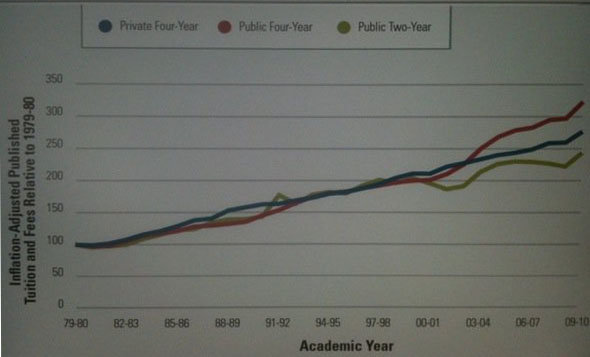 Private Four-Year Public Four-Year Public Two-Year
Inflation-Adjusted Published
Tuition and Fees Relative to 1979-80
350
300
250
200
150
100
50
0
79-80 82-83 85-86 88-89 91-92 94-95 97-98 00-01 03-04 06-07 09-10
Academic Year